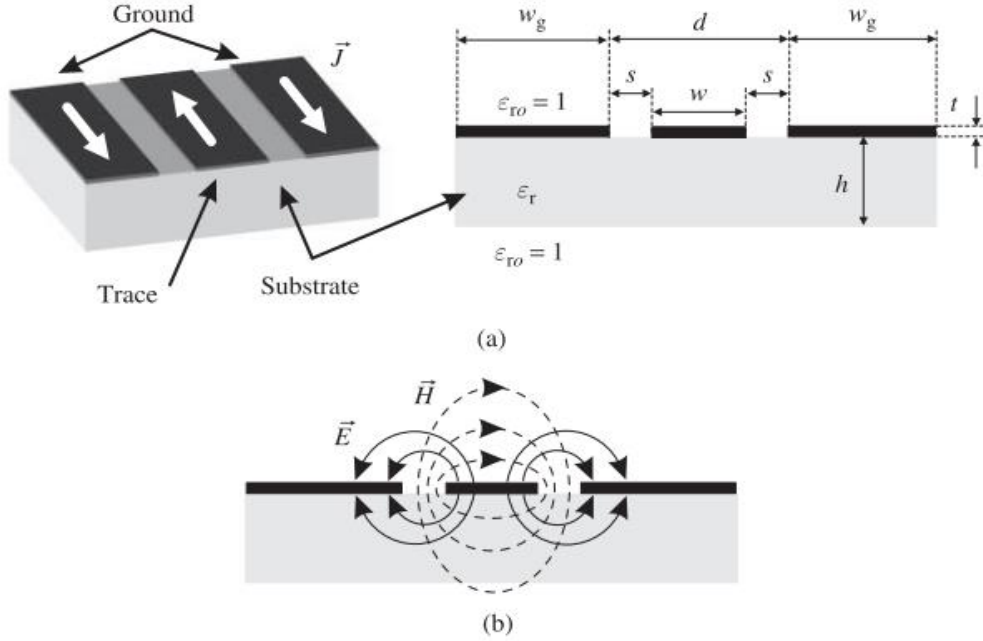 Ground
J⃗
Trace
Substrate
w_g d w_g
s s
ε_ro = 1 w t
ε_r h
ε_ro = 1
(a)
H⃗
E⃗
(b)